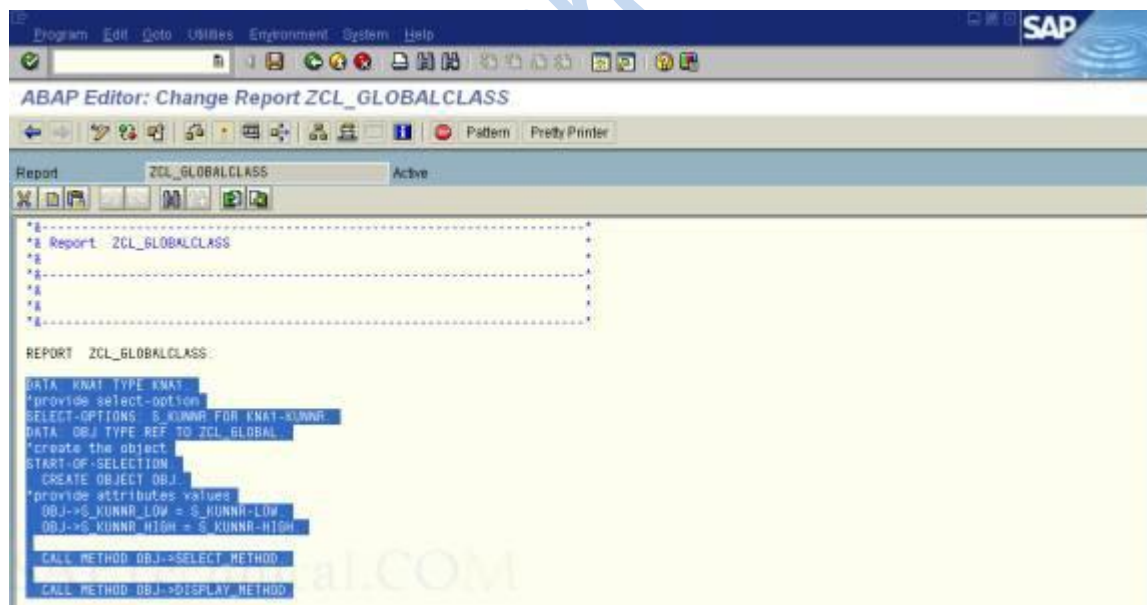 Program Edit Goto Utilities Environment System Help
SAP
ABAP Editor: Change Report ZCL_GLOBALCLASS
Pattern Pretty Printer
Report ZCL_GLOBALCLASS Active
*&---------------------------------------------------------------------*
*& Report ZCL_GLOBALCLASS *
*& *
*&---------------------------------------------------------------------*
*& *
*& *
*&---------------------------------------------------------------------*
REPORT ZCL_GLOBALCLASS.
DATA: KNA1 TYPE KNA1.
*provide select-option
SELECT-OPTIONS: S_KUNNR FOR KNA1-KUNNR.
DATA: OBJ TYPE REF TO ZCL_GLOBAL.
*create the object
START-OF-SELECTION.
CREATE OBJECT OBJ.
*provide attributes values
OBJ->S_KUNNR_LOW = S_KUNNR-LOW.
OBJ->S_KUNNR_HIGH = S_KUNNR-HIGH.
CALL METHOD OBJ->SELECT_METHOD.
CALL METHOD OBJ->DISPLAY_METHOD.